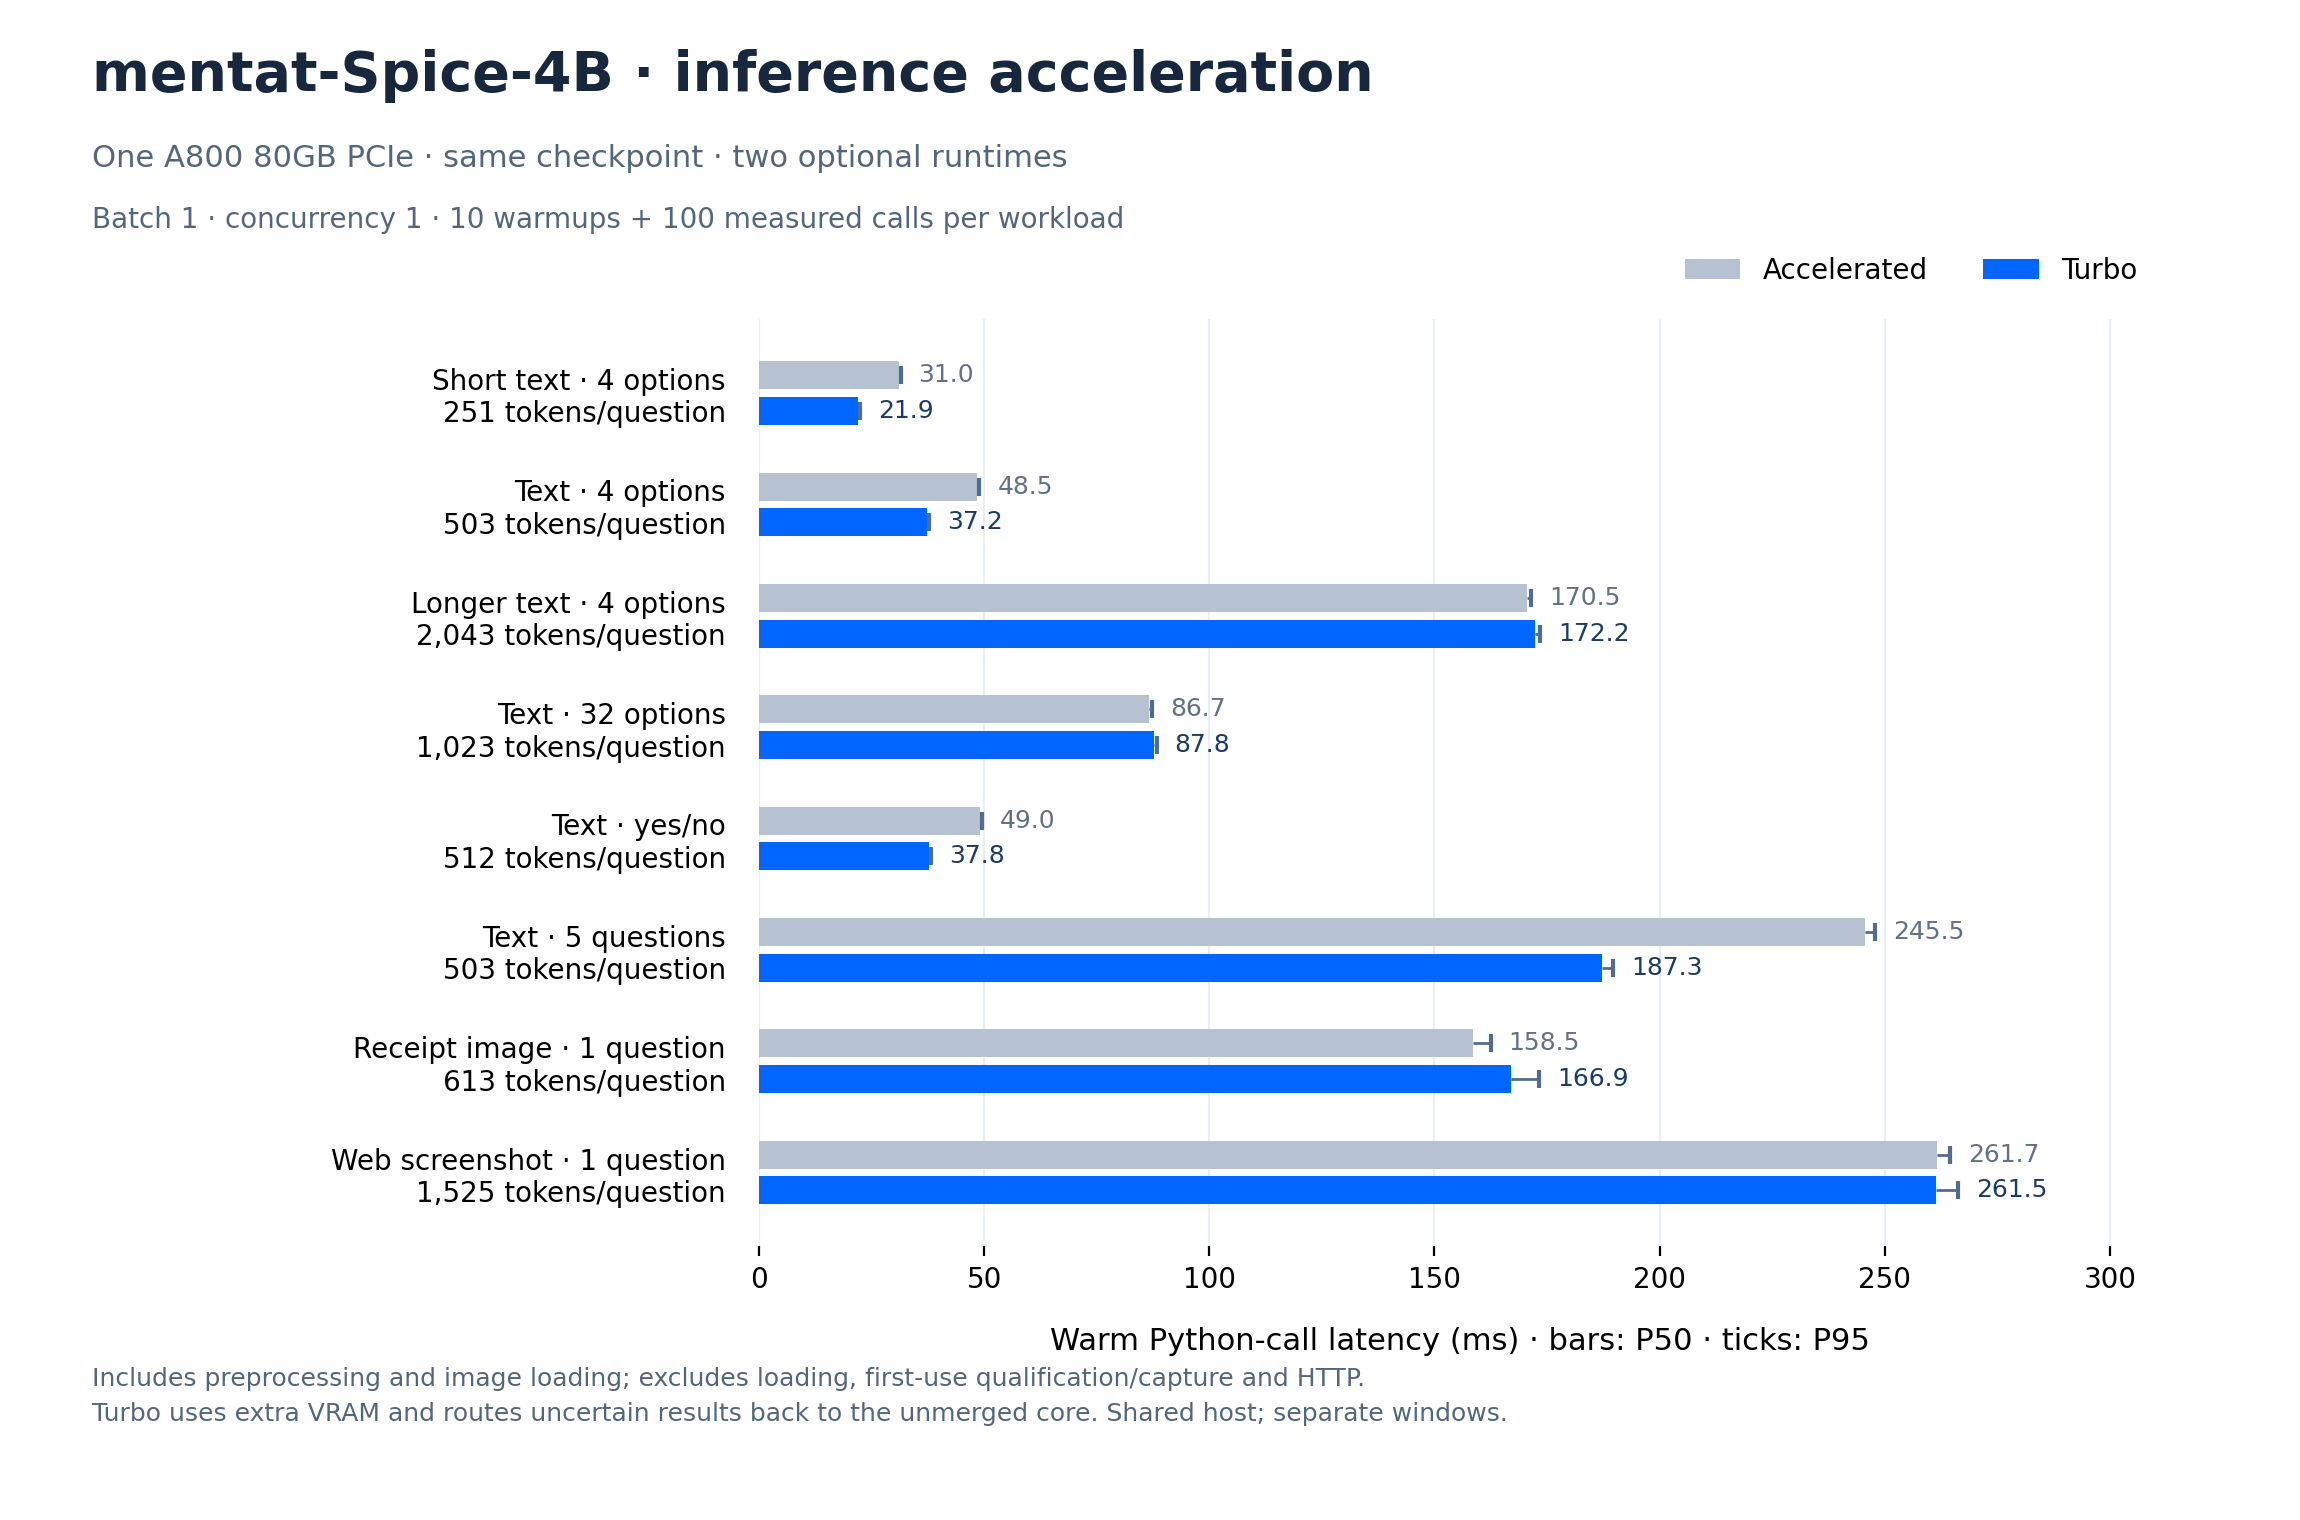 mentat-Spice-4B · inference acceleration
One A800 80GB PCIe · same checkpoint · two optional runtimes
Batch 1 · concurrency 1 · 10 warmups + 100 measured calls per workload
Accelerated
Turbo
Short text · 4 options
251 tokens/question
31.0
21.9
Text · 4 options
503 tokens/question
48.5
37.2
Longer text · 4 options
2,043 tokens/question
170.5
172.2
Text · 32 options
1,023 tokens/question
86.7
87.8
Text · yes/no
512 tokens/question
49.0
37.8
Text · 5 questions
503 tokens/question
245.5
187.3
Receipt image · 1 question
613 tokens/question
158.5
166.9
Web screenshot · 1 question
1,525 tokens/question
261.7
261.5
0 50 100 150 200 250 300
Warm Python-call latency (ms) · bars: P50 · ticks: P95
Includes preprocessing and image loading; excludes loading, first-use qualification/capture and HTTP.
Turbo uses extra VRAM and routes uncertain results back to the unmerged core. Shared host; separate windows.